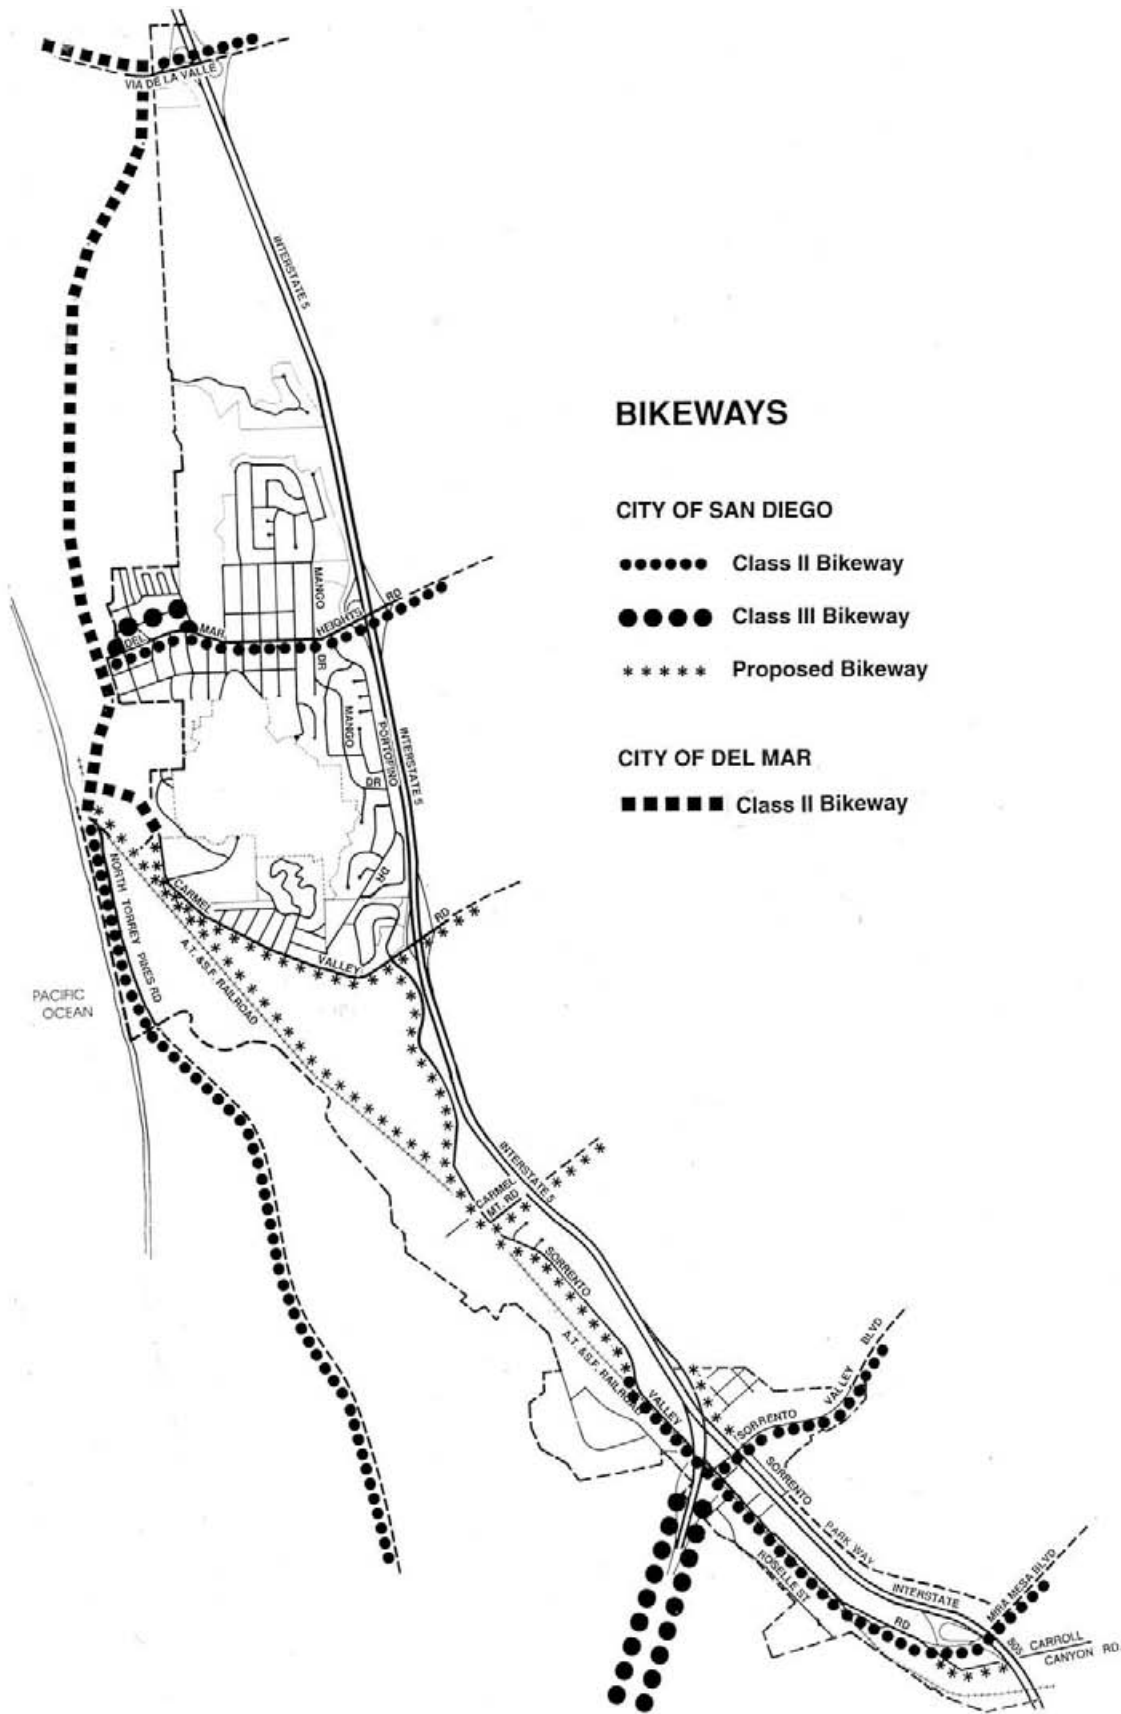 VIA DE LA VALLE
INTERSTATE 5
BIKEWAYS
CITY OF SAN DIEGO
Class II Bikeway
Class III Bikeway
Proposed Bikeway
CITY OF DEL MAR
Class II Bikeway
MANGO
DR
DEL
MAR
HEIGHTS
RD
MANGO
DR
PORTOFINO
DR
INTERSTATE 5
NORTH TORREY PINES RD
CARMEL
VALLEY
RD
A.T. &S.F. RAILROAD
PACIFIC
OCEAN
INTERSTATE 5
CARMEL
MT. RD
SORRENTO
VALLEY
A.T. &S.F. RAILROAD
SORRENTO
VALLEY
BLVD
SORRENTO
PARK WAY
ROSELLE ST
RD
INTERSTATE
805
MIRA MESA BLVD
CARROLL
CANYON RD.